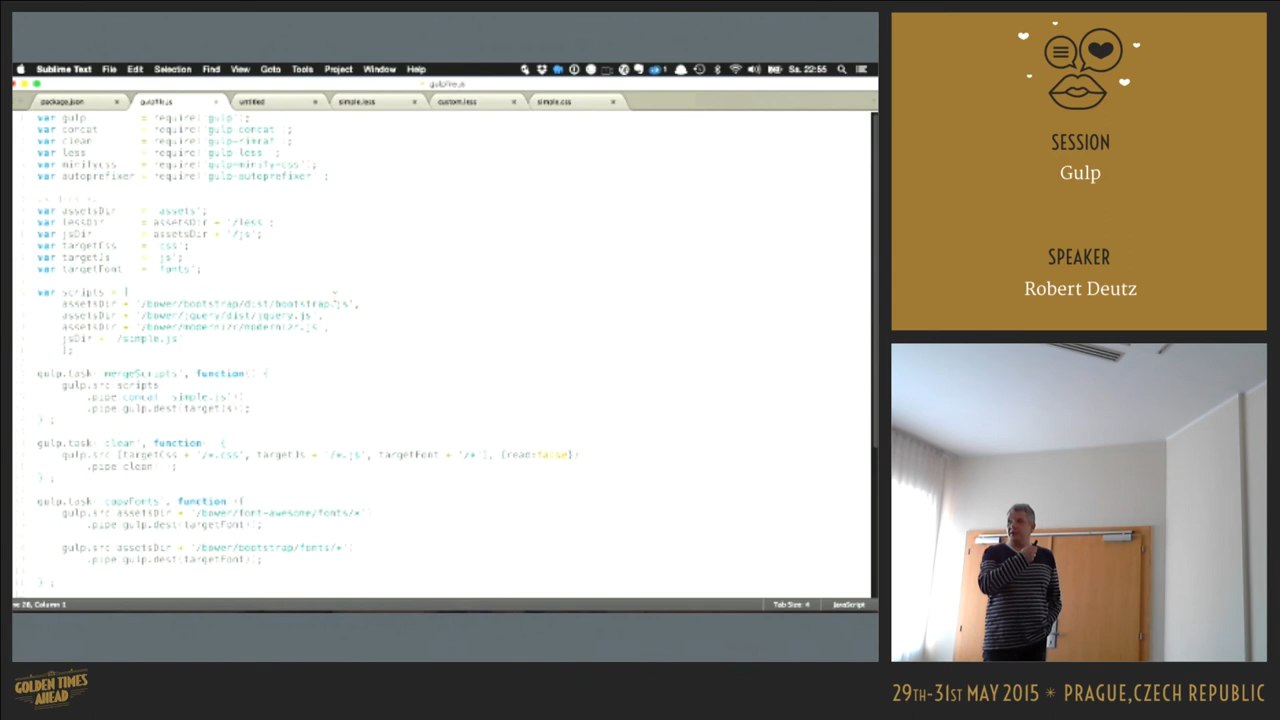 Sublime Text File Edit Selection Find View Goto Tools Project Window Help Sa. 22:55
gulpfile.js
package.json gulpfile.js untitled simple.less custom.less simple.css
var gulp = require('gulp');
var concat = require('gulp-concat');
var clean = require('gulp-rimraf');
var less = require('gulp-less');
var minifycss = require('gulp-minify-css');
var autoprefixer = require('gulp-autoprefixer');
var assetsDir = 'assets';
var lessDir = assetsDir + '/less';
var jsDir = assetsDir + '/js';
var targetCss = 'css';
var targetJs = 'js';
var targetFont = 'fonts';
var scripts = [
assetsDir + '/bower/bootstrap/dist/bootstrap.js',
assetsDir + '/bower/jquery/dist/jquery.js',
assetsDir + '/bower/modernizr/modernizr.js',
jsDir + '/simple.js'
];
gulp.task('mergeScripts', function() {
gulp.src(scripts)
.pipe(concat('simple.js'))
.pipe(gulp.dest(targetJs));
});
gulp.task('clean', function() {
gulp.src([targetCss + '/*.css', targetJs + '/*.js', targetFont + '/*'], {read:false})
.pipe(clean());
});
gulp.task('copyFonts', function(){
gulp.src(assetsDir + '/bower/font-awesome/fonts/*')
.pipe(gulp.dest(targetFont));
gulp.src(assetsDir + '/bower/bootstrap/fonts/*')
.pipe(gulp.dest(targetFont));
});
28, Column 1 Tab Size: 4 JavaScript
SESSION
Gulp
SPEAKER
Robert Deutz
GOLDEN TIMES
AHEAD
29TH-31ST MAY 2015 * PRAGUE, CZECH REPUBLIC